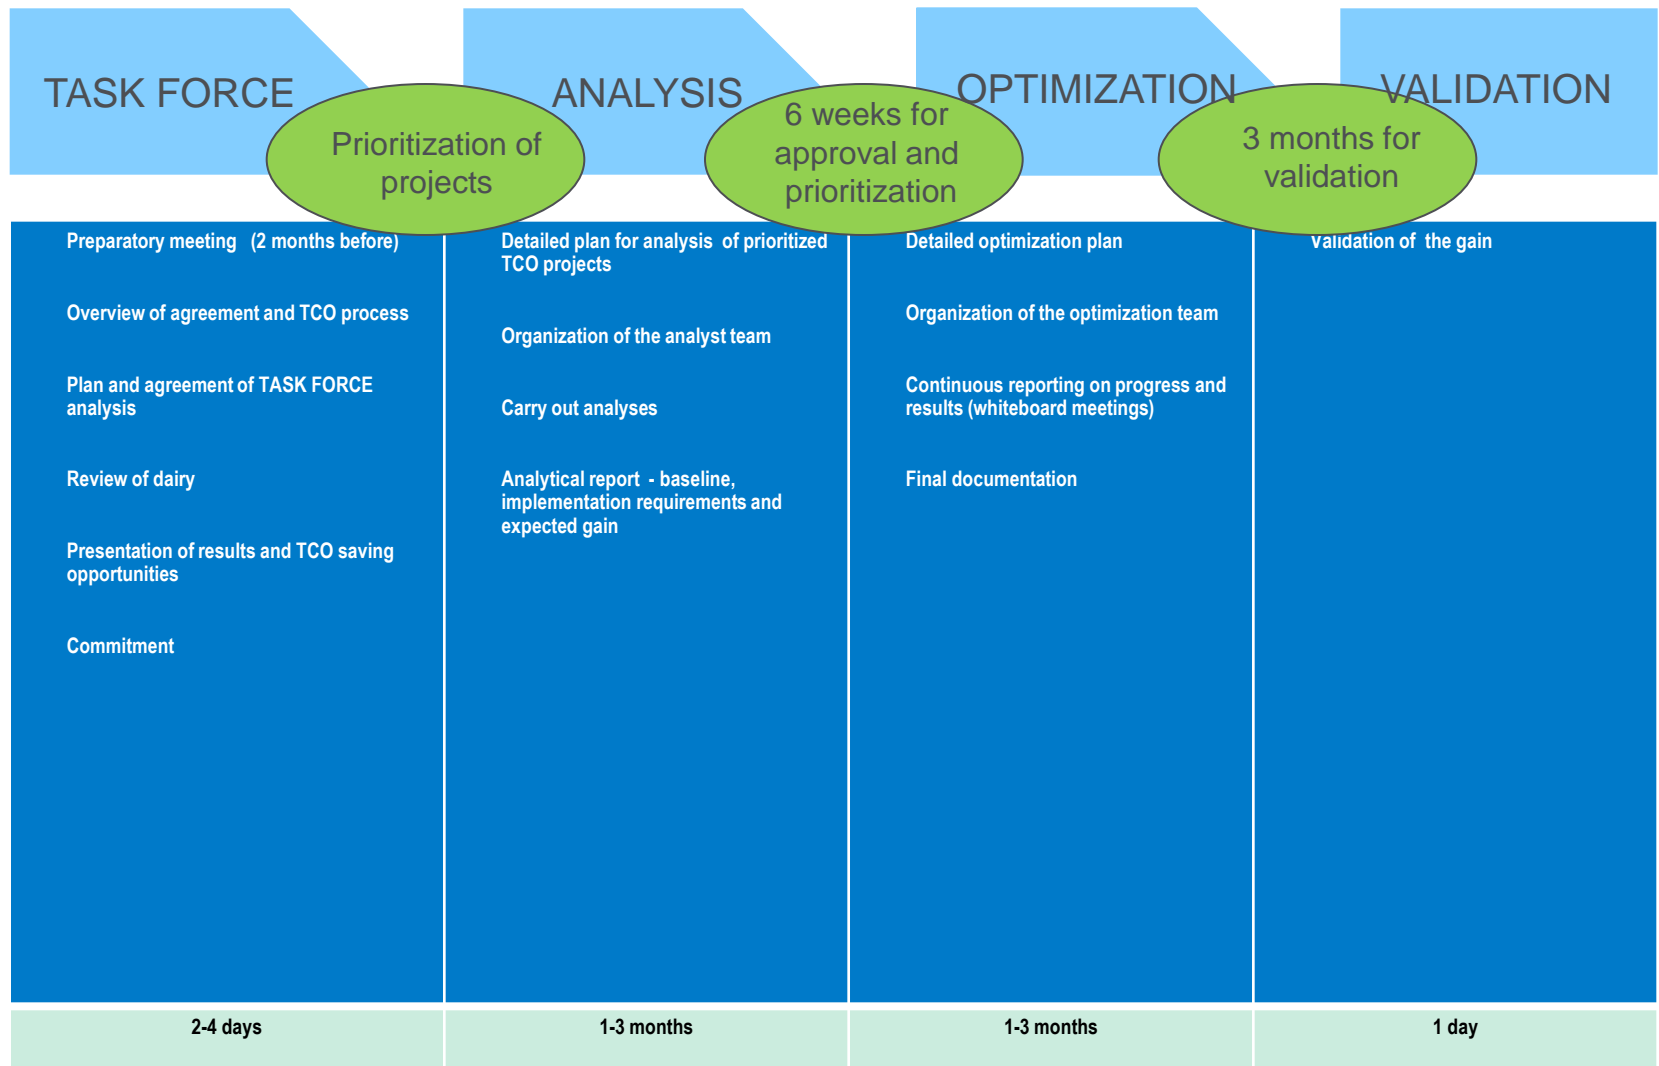 TASK FORCE
ANALYSIS
OPTIMIZATION
VALIDATION
Prioritization of
projects
6 weeks for
approval and
prioritization
3 months for
validation
Preparatory meeting (2 months before)
Overview of agreement and TCO process
Plan and agreement of TASK FORCE
analysis
Review of dairy
Presentation of results and TCO saving
opportunities
Commitment
Detailed plan for analysis of prioritized
TCO projects
Organization of the analyst team
Carry out analyses
Analytical report - baseline,
implementation requirements and
expected gain
Detailed optimization plan
Organization of the optimization team
Continuous reporting on progress and
results (whiteboard meetings)
Final documentation
Validation of the gain
2-4 days
1-3 months
1-3 months
1 day